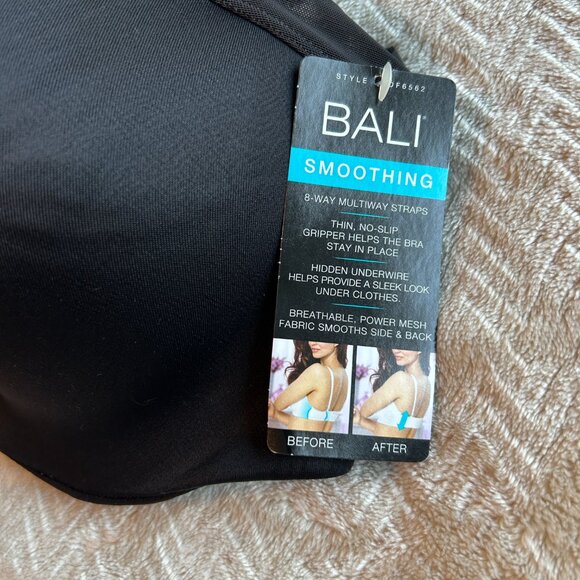 STYLE
BALI
SMOOTHING
8-WAY MULTIWAY STRAPS
THIN, NO-SLIP
GRIPPER HELPS THE BRA
STAY IN PLACE
HIDDEN UNDERWIRE
HELPS PROVIDE A SLEEK LOOK
UNDER CLOTHES.
BREATHABLE, POWER MESH
FABRIC SMOOTHS SIDE & BACK
BEFORE
AFTER